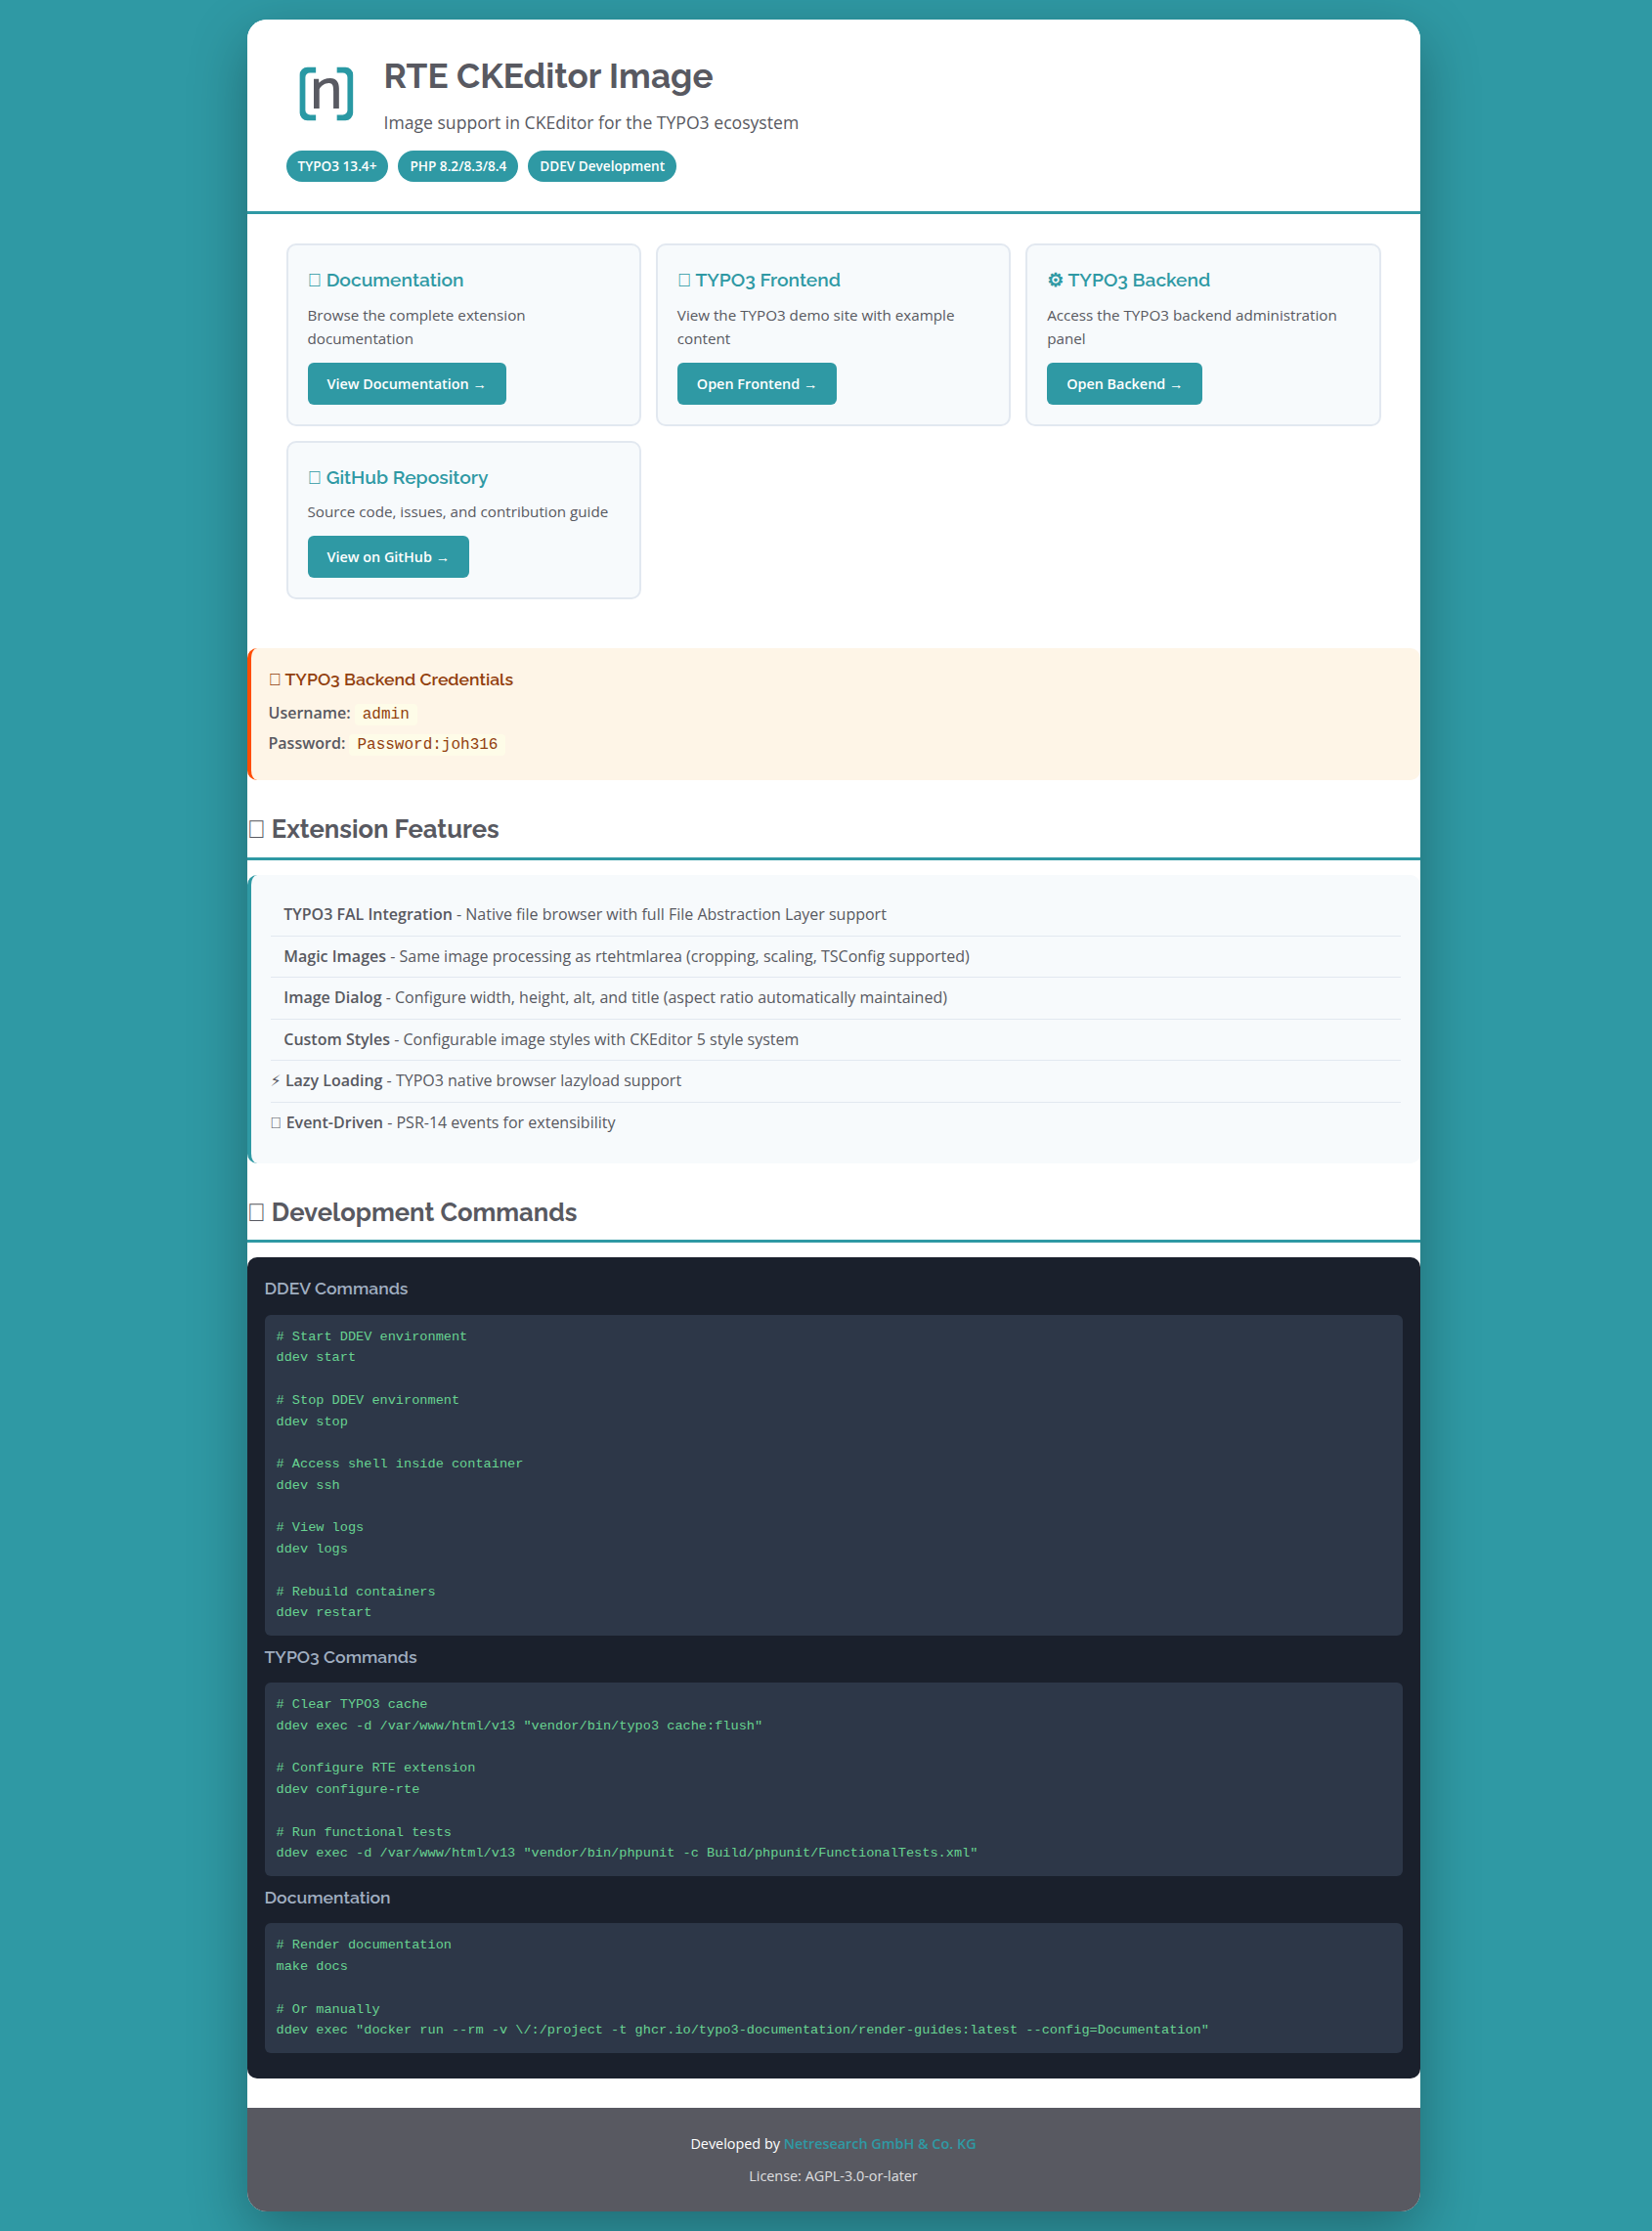 [n]
RTE CKEditor Image
Image support in CKEditor for the TYPO3 ecosystem
TYPO3 13.4+ PHP 8.2/8.3/8.4 DDEV Development
Documentation
Browse the complete extension
documentation
View Documentation →
TYPO3 Frontend
View the TYPO3 demo site with example
content
Open Frontend →
⚙ TYPO3 Backend
Access the TYPO3 backend administration
panel
Open Backend →
GitHub Repository
Source code, issues, and contribution guide
View on GitHub →
TYPO3 Backend Credentials
Username: admin
Password: Password:joh316
Extension Features
TYPO3 FAL Integration - Native file browser with full File Abstraction Layer support
Magic Images - Same image processing as rtehtmlarea (cropping, scaling, TSConfig supported)
Image Dialog - Configure width, height, alt, and title (aspect ratio automatically maintained)
Custom Styles - Configurable image styles with CKEditor 5 style system
⚡ Lazy Loading - TYPO3 native browser lazyload support
Event-Driven - PSR-14 events for extensibility
Development Commands
DDEV Commands
# Start DDEV environment
ddev start
# Stop DDEV environment
ddev stop
# Access shell inside container
ddev ssh
# View logs
ddev logs
# Rebuild containers
ddev restart
TYPO3 Commands
# Clear TYPO3 cache
ddev exec -d /var/www/html/v13 "vendor/bin/typo3 cache:flush"
# Configure RTE extension
ddev configure-rte
# Run functional tests
ddev exec -d /var/www/html/v13 "vendor/bin/phpunit -c Build/phpunit/FunctionalTests.xml"
Documentation
# Render documentation
make docs
# Or manually
ddev exec "docker run --rm -v \/:/project -t ghcr.io/typo3-documentation/render-guides:latest --config=Documentation"
Developed by Netresearch GmbH & Co. KG
License: AGPL-3.0-or-later